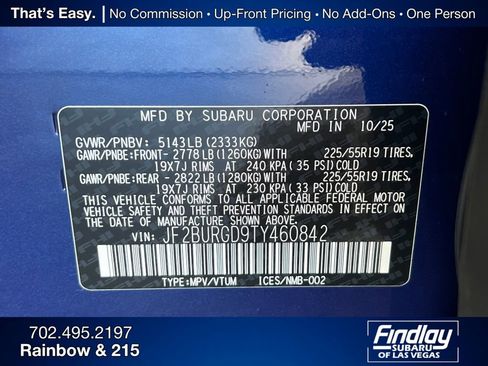 That's Easy. | No Commission • Up-Front Pricing • No Add-Ons • One Person
MFD BY SUBARU CORPORATION
MFD IN 10/25
GVWR/PNBV: 5143LB (2333KG)
GAWR/PNBE:FRONT- 2778LB (1260KG)WITH 225/55R19 TIRES,
19X7J RIMS AT 240KPA(35 PSI)COLD
GAWR/PNBE:REAR - 2822LB (1280KG)WITH 225/55R19 TIRES,
19X7J RIMS AT 230KPA(33 PSI)COLD
THIS VEHICLE CONFORMS TO ALL APPLICABLE FEDERAL MOTOR
VEHICLE SAFETY AND THEFT PREVENTION STANDARDS IN EFFECT
ON THE DATE OF MANUFACTURE SHOWN ABOVE.
VIN: JF2BURGD9TY460842
TYPE:MPV/VTUM ICES/NMB-002
702.495.2197
Rainbow & 215
Findlay
SUBARU
OF LAS VEGAS